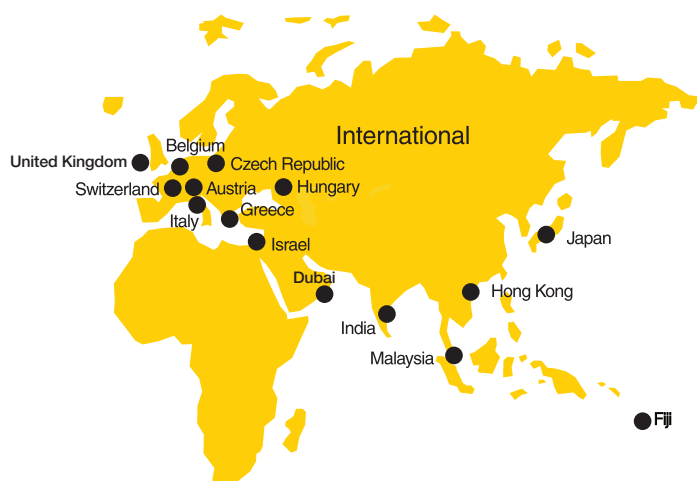 International
Belgium
United Kingdom
Czech Republic
Switzerland
Austria
Hungary
Italy
Greece
Israel
Japan
Dubai
Hong Kong
India
Malaysia
Fiji